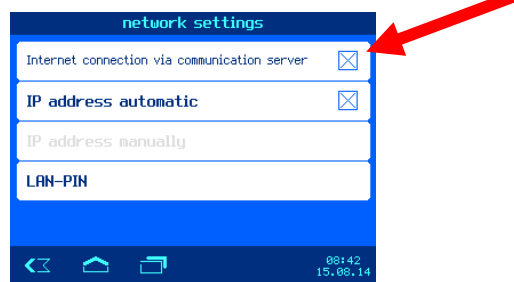 network settings
Internet connection via communication server
IP address automatic
IP address manually
LAN-PIN
08:42
15.08.14